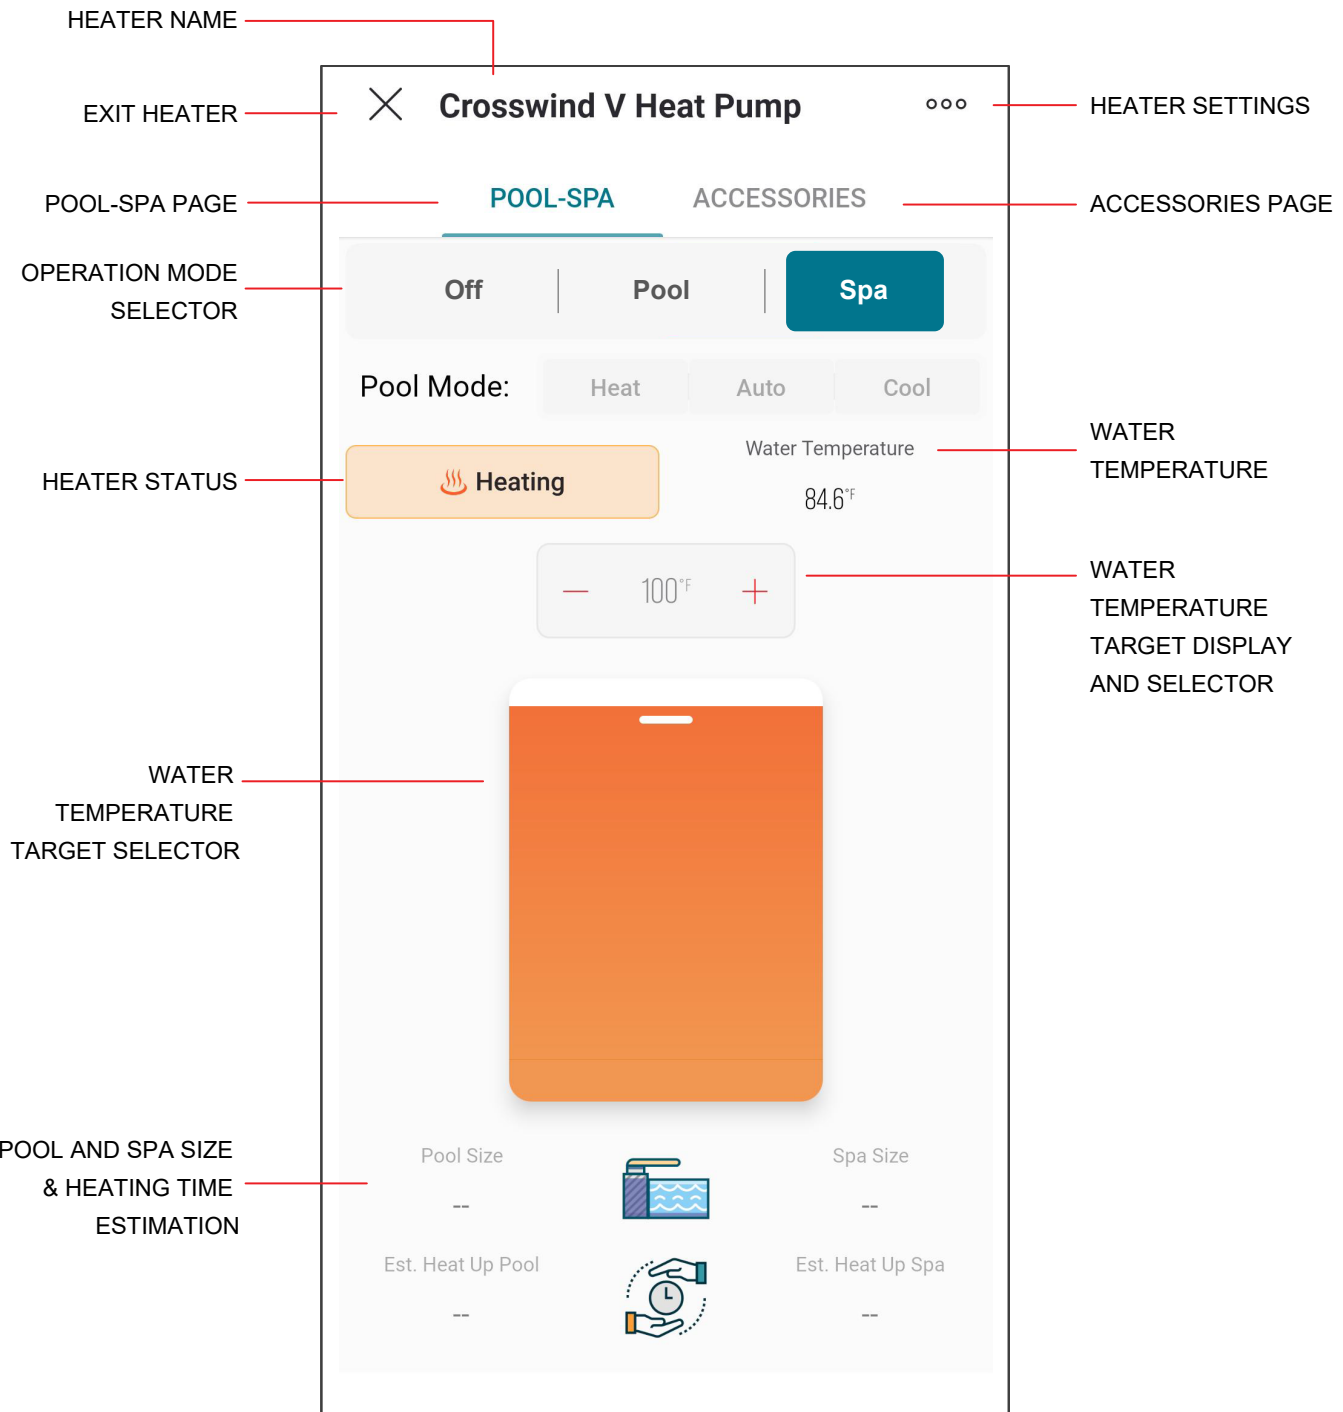 HEATER NAME
EXIT HEATER
Crosswind V Heat Pump
HEATER SETTINGS
POOL-SPA PAGE
POOL-SPA
ACCESSORIES
ACCESSORIES PAGE
OPERATION MODE
SELECTOR
Off
Pool
Spa
Pool Mode:
Heat
Auto
Cool
HEATER STATUS
Heating
Water Temperature
84.6°F
WATER
TEMPERATURE
— 100°F +
WATER
TEMPERATURE
TARGET DISPLAY
AND SELECTOR
WATER
TEMPERATURE
TARGET SELECTOR
POOL AND SPA SIZE
& HEATING TIME
ESTIMATION
Pool Size
--
Spa Size
--
Est. Heat Up Pool
--
Est. Heat Up Spa
--